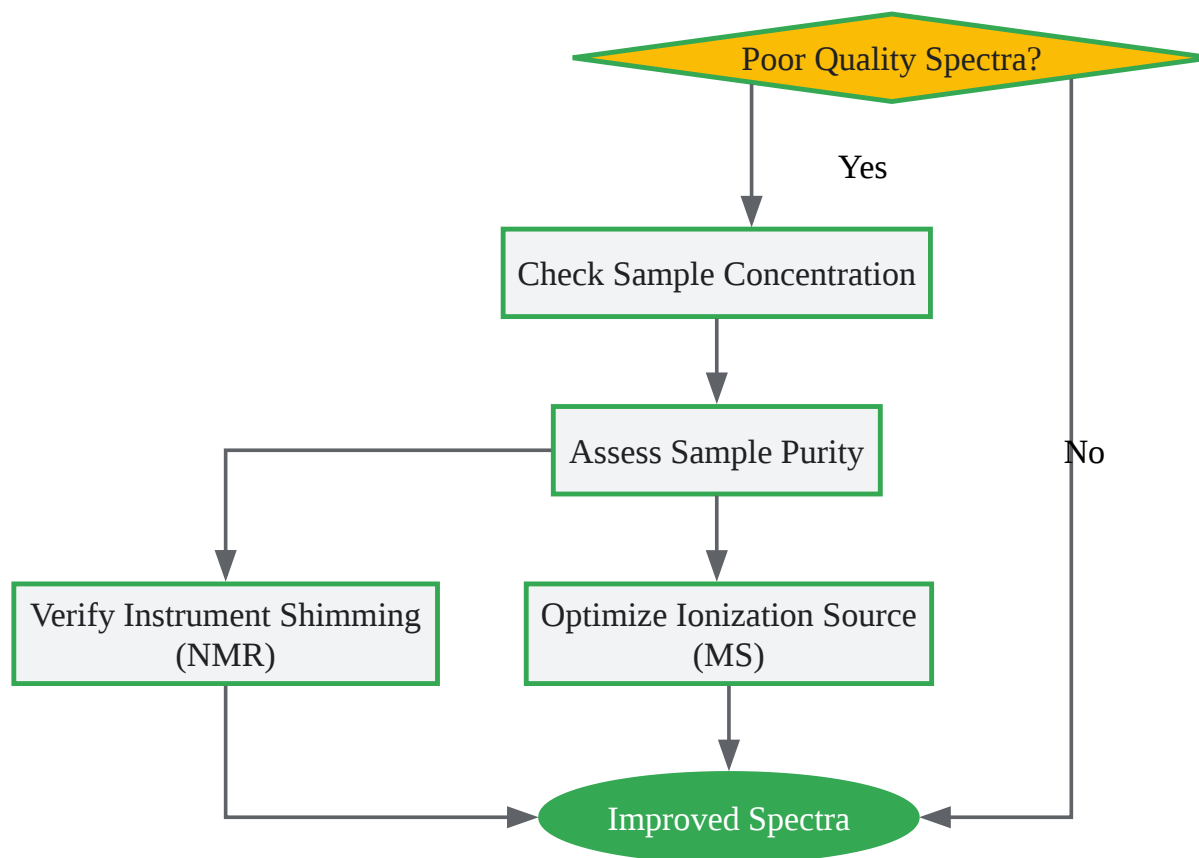 Poor Quality Spectra?
Yes
Check Sample Concentration
Assess Sample Purity
No
Verify Instrument Shimming
(NMR)
Optimize Ionization Source
(MS)
Improved Spectra